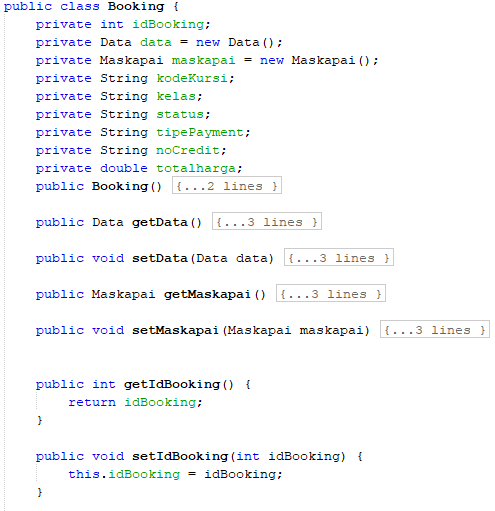 public class Booking {
    private int idBooking;
    private Data data = new Data();
    private Maskapai maskapai = new Maskapai();
    private String kodeKursi;
    private String kelas;
    private String status;
    private String tipePayment;
    private String noCredit;
    private double totalharga;
    public Booking() {...2 lines }
    public Data getData() {...3 lines }
    public void setData(Data data) {...3 lines }
    public Maskapai getMaskapai() {...3 lines }
    public void setMaskapai(Maskapai maskapai) {...3 lines }
    public int getIdBooking() {
        return idBooking;
    }
    public void setIdBooking(int idBooking) {
        this.idBooking = idBooking;
    }